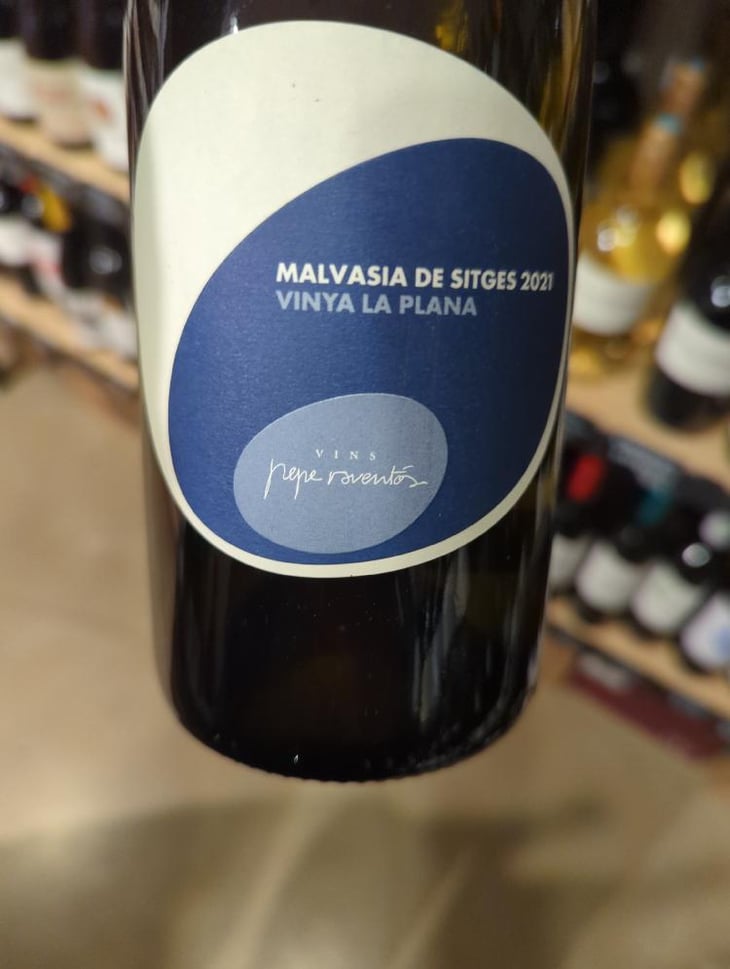 MALVASIA DE SITGES 2021
VINYA LA PLANA
VINS
pepe raventós